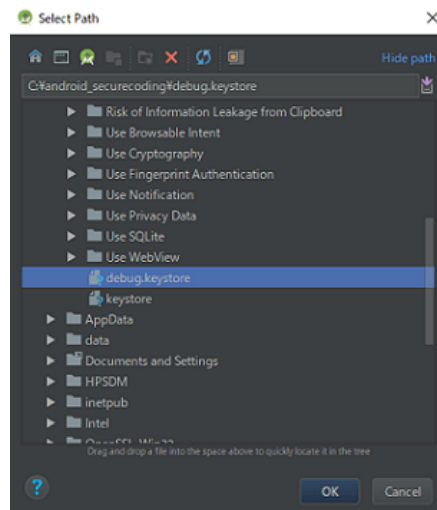 Select Path
Hide path
C:¥android_securecoding¥debug.keystore
Risk of Information Leakage from Clipboard
Use Browsable Intent
Use Cryptography
Use Fingerprint Authentication
Use Notification
Use Privacy Data
Use SQLite
Use WebView
debug.keystore
keystore
AppData
data
Documents and Settings
HPSDM
inetpub
Intel
OpenSSL-Win32
Drag and drop a file into the space above to quickly locate it in the tree
?
OK
Cancel